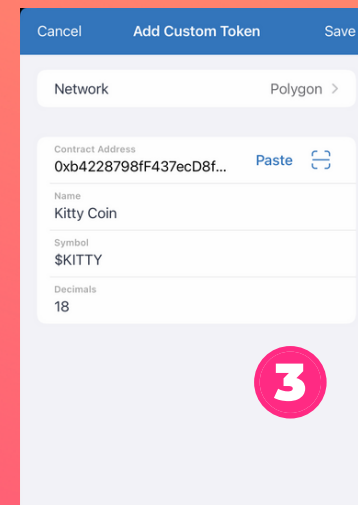 Cancel Add Custom Token Save
Network Polygon >
Contract Address
0xb4228798fF437ecD8f... Paste
Name
Kitty Coin
Symbol
$KITTY
Decimals
18
3